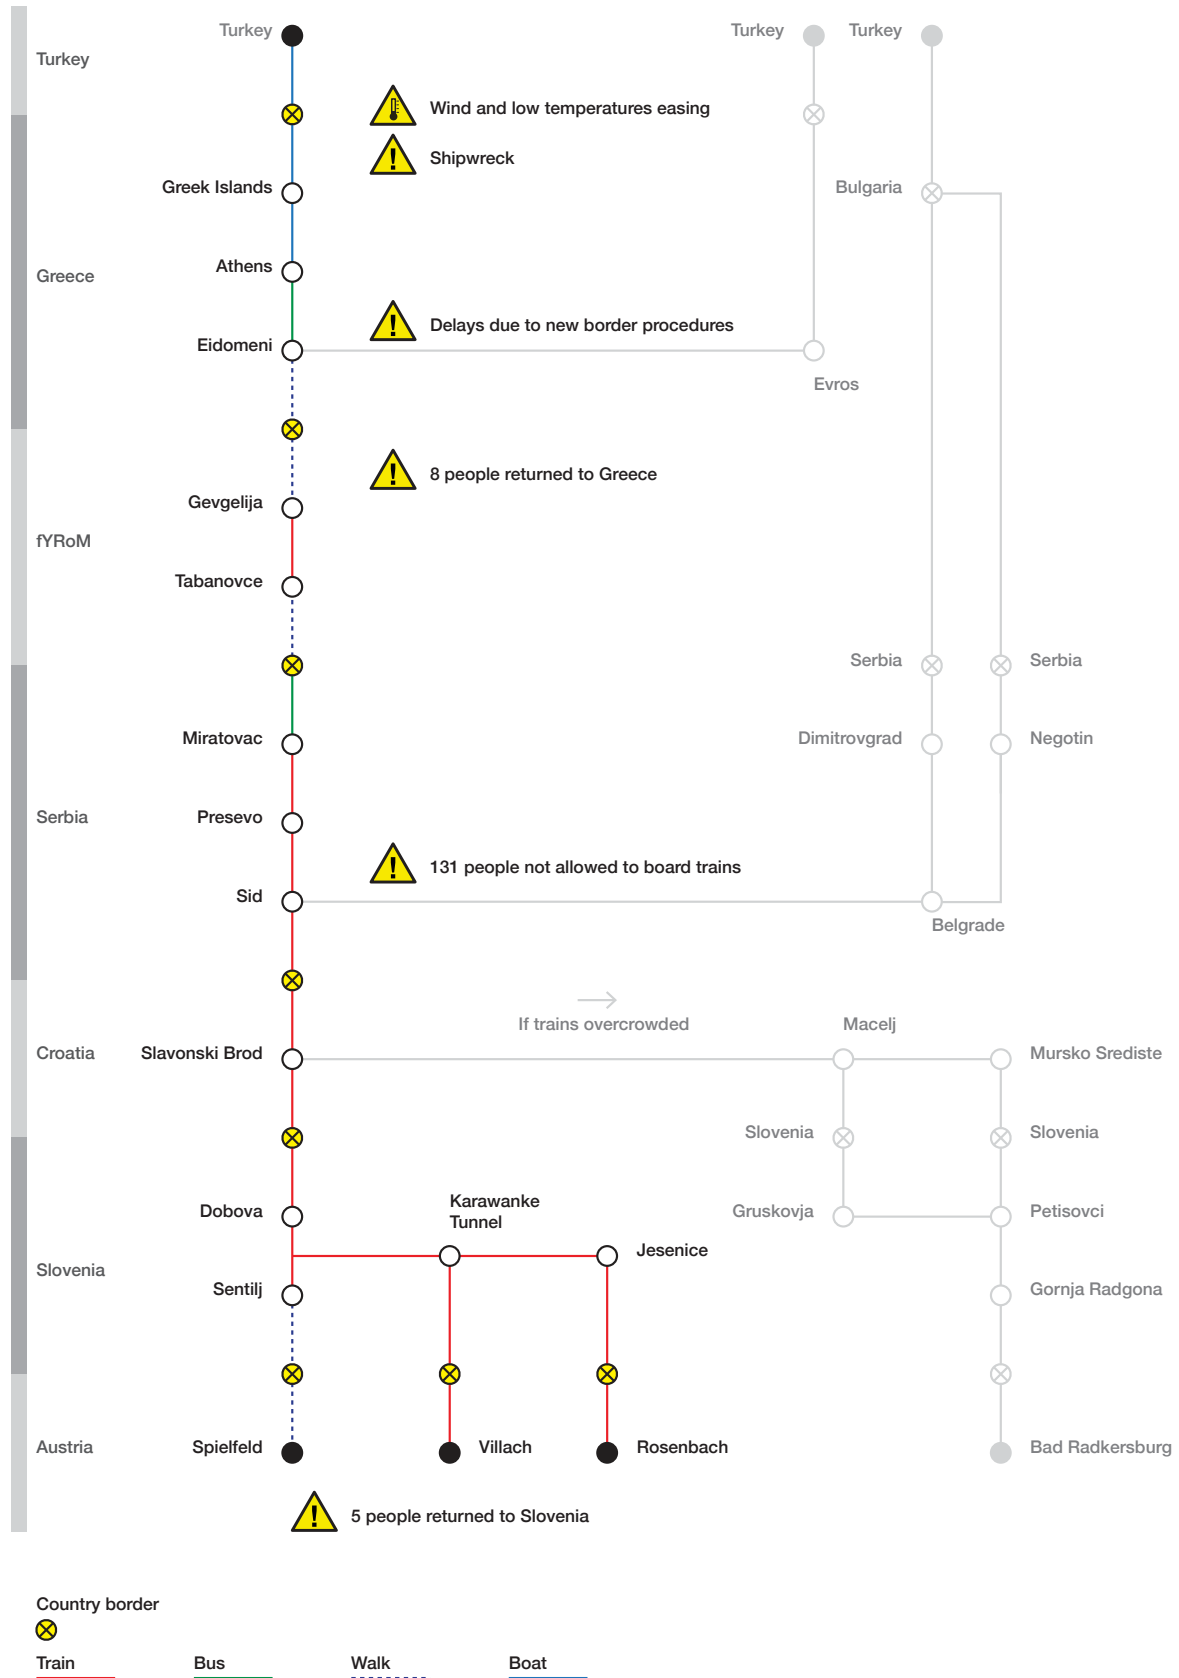 Turkey
Turkey
Turkey
Turkey
Wind and low temperatures easing
Shipwreck
Greek Islands
Bulgaria
Athens
Greece
Delays due to new border procedures
Eidomeni
Evros
8 people returned to Greece
Gevgelija
fYRoM
Tabanovce
Serbia
Serbia
Miratovac
Dimitrovgrad
Negotin
Serbia
Presevo
131 people not allowed to board trains
Sid
Belgrade
If trains overcrowded
Macelj
Croatia
Slavonski Brod
Mursko Srediste
Slovenia
Slovenia
Karawanke
Tunnel
Dobova
Gruskovja
Petisovci
Jesenice
Slovenia
Sentilj
Gornja Radgona
Austria
Spielfeld
Villach
Rosenbach
Bad Radkersburg
5 people returned to Slovenia
Country border
Train
Bus
Walk
Boat